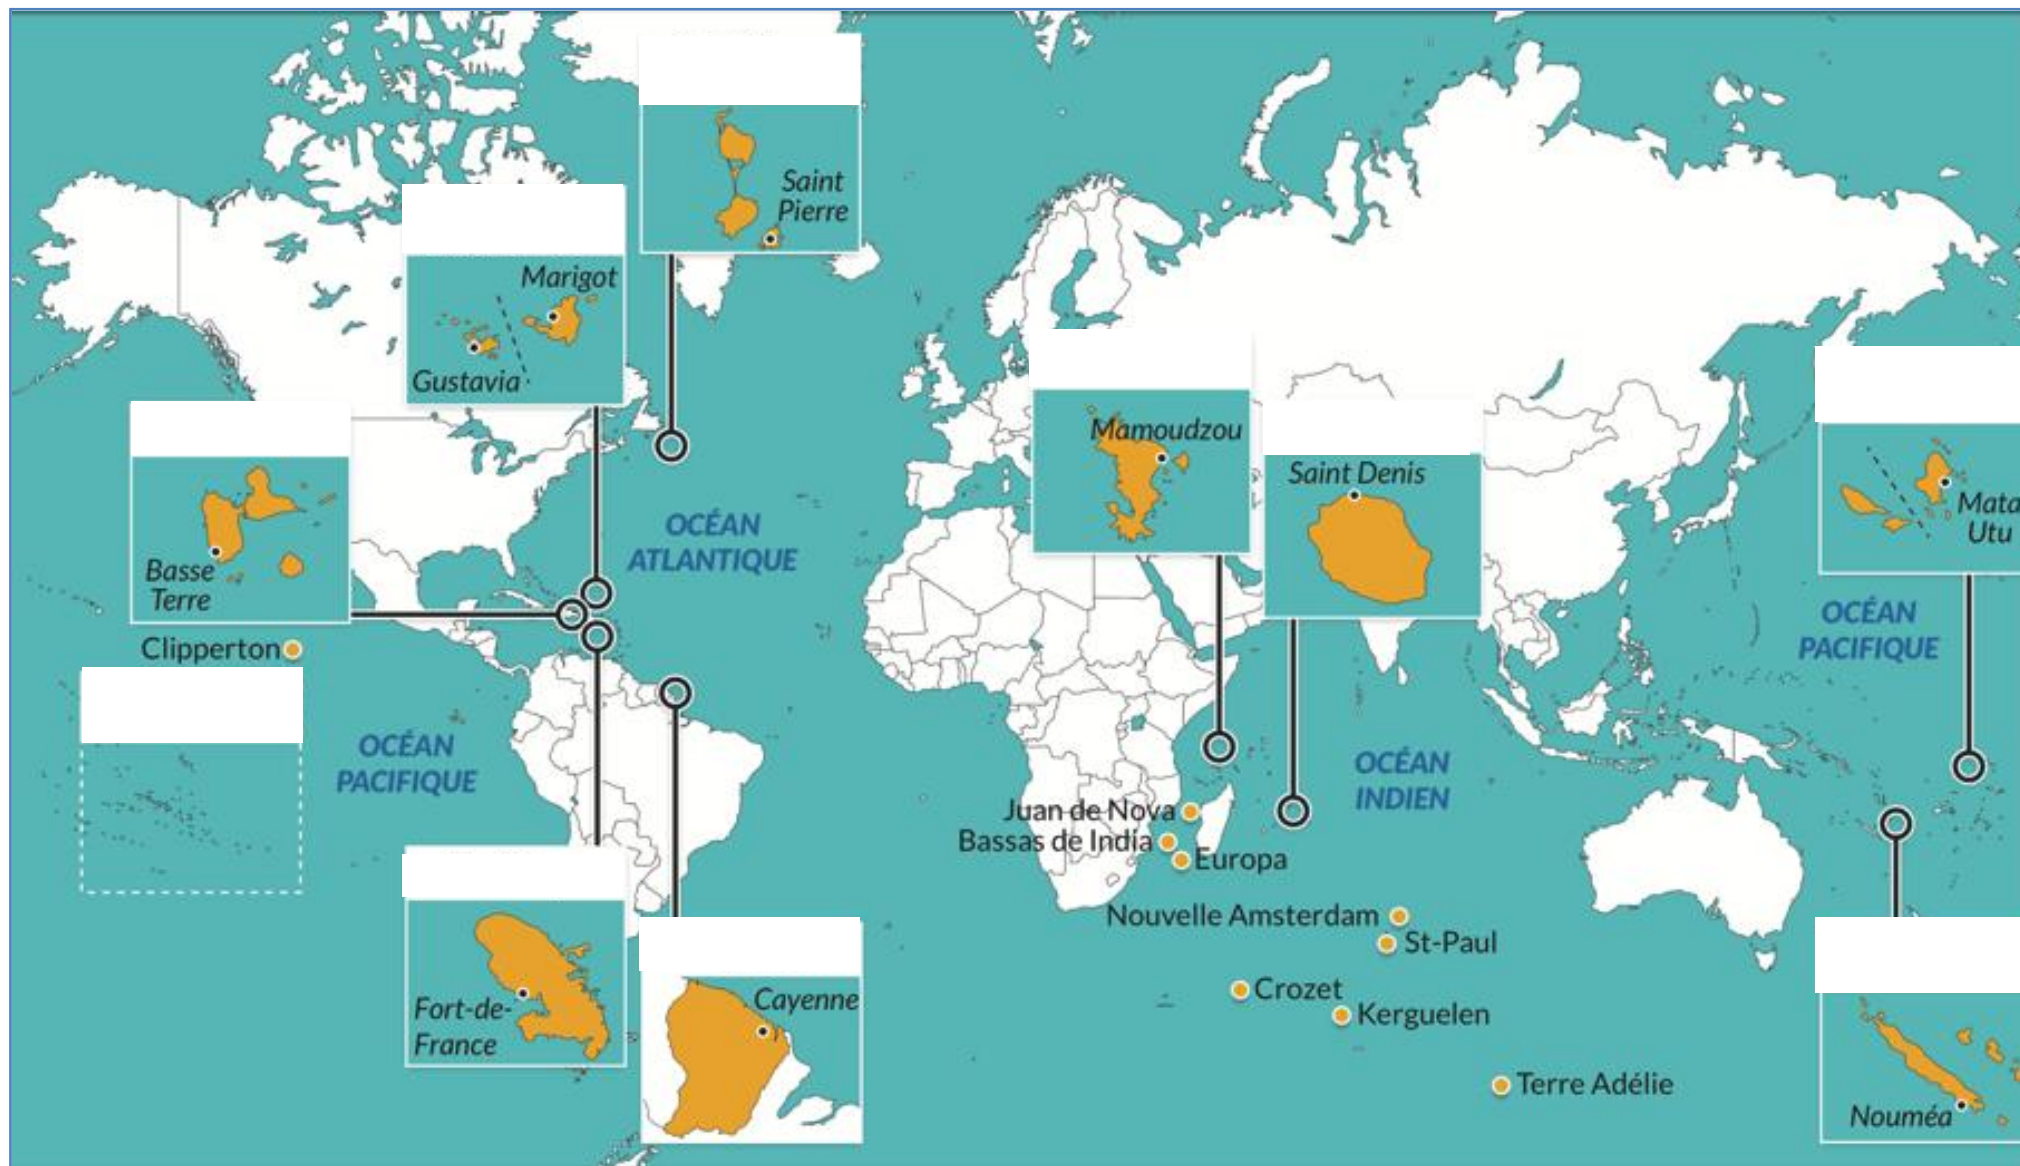 Saint
Pierre
Marigot
Gustavia
Mamoudzou
Saint Denis
Mata
Utu
Basse
Terre
OCÉAN
ATLANTIQUE
OCÉAN
PACIFIQUE
Clipperton
OCÉAN
PACIFIQUE
OCÉAN
INDIEN
Juan de Nova
Bassas de India
Europa
Nouvelle Amsterdam
St-Paul
Crozet
Kerguelen
Fort-de-
France
Cayenne
Terre Adélie
Nouméa